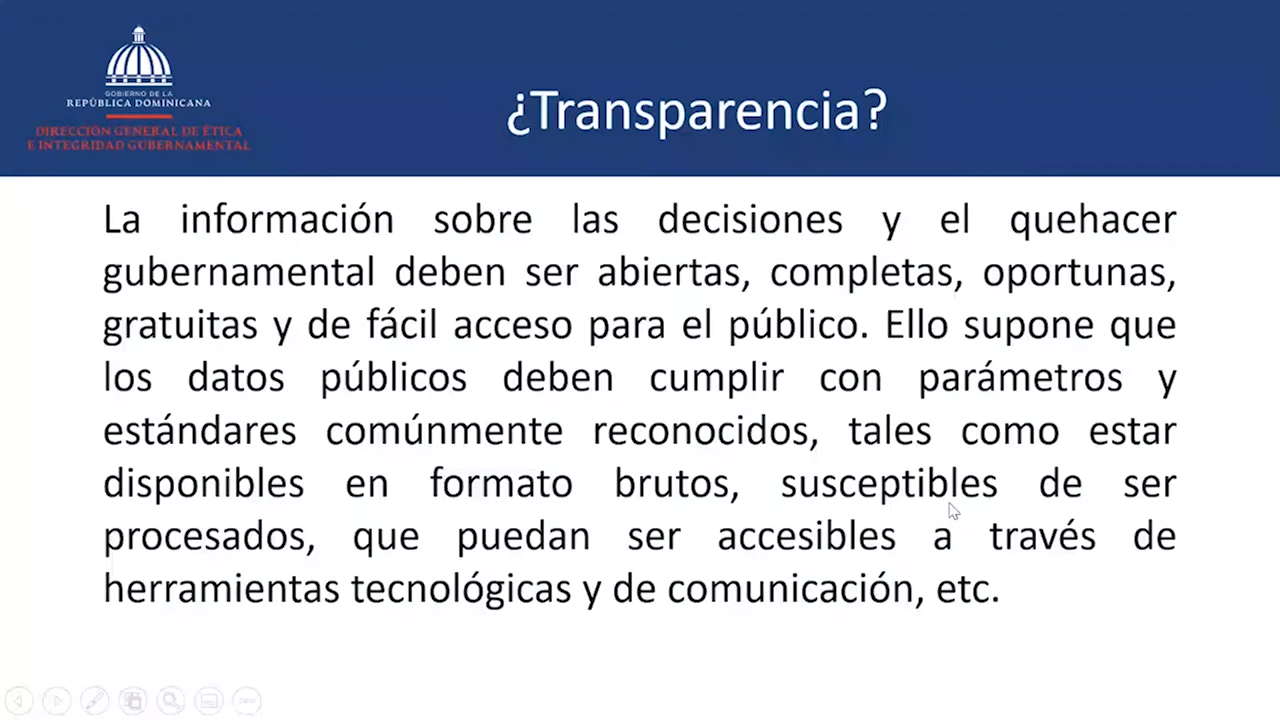 GOBIERNO DE LA
REPÚBLICA DOMINICANA
DIRECCIÓN GENERAL DE ÉTICA
E INTEGRIDAD GUBERNAMENTAL
¿Transparencia?
La información sobre las decisiones y el quehacer
gubernamental deben ser abiertas, completas, oportunas,
gratuitas y de fácil acceso para el público. Ello supone que
los datos públicos deben cumplir con parámetros y
estándares comúnmente reconocidos, tales como estar
disponibles en formato brutos, susceptibles de ser
procesados, que puedan ser accesibles a través de
herramientas tecnológicas y de comunicación, etc.